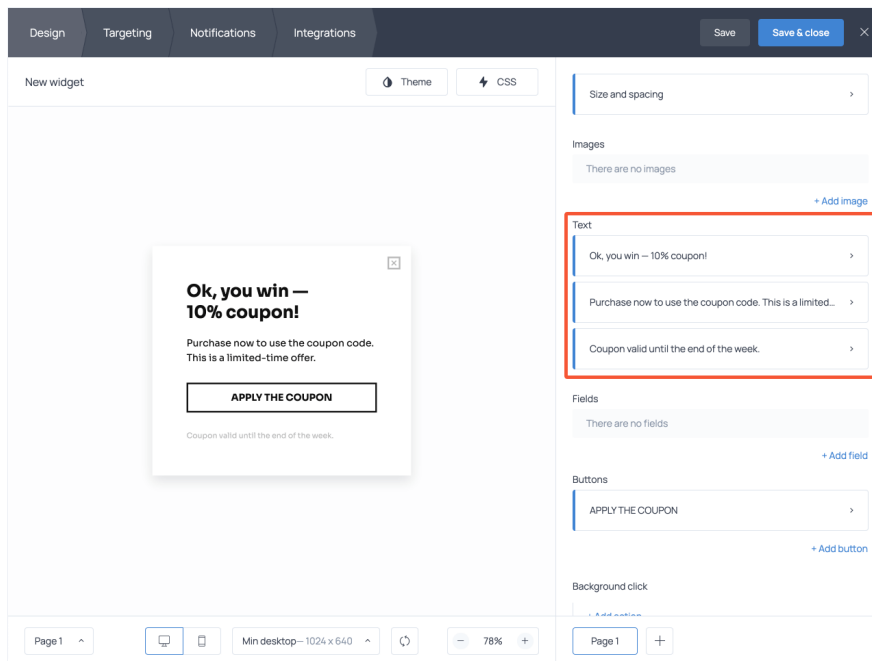 Design Targeting Notifications Integrations Save Save & close
New widget Theme CSS
Ok, you win —
10% coupon!
Purchase now to use the coupon code.
This is a limited-time offer.
APPLY THE COUPON
Coupon valid until the end of the week.
Page 1 Min desktop— 1024 x 640 − 78% +
Size and spacing
Images
There are no images
+ Add image
Text
Ok, you win — 10% coupon!
Purchase now to use the coupon code. This is a limited...
Coupon valid until the end of the week.
Fields
There are no fields
+ Add field
Buttons
APPLY THE COUPON
+ Add button
Background click
+ Add action
Page 1 +